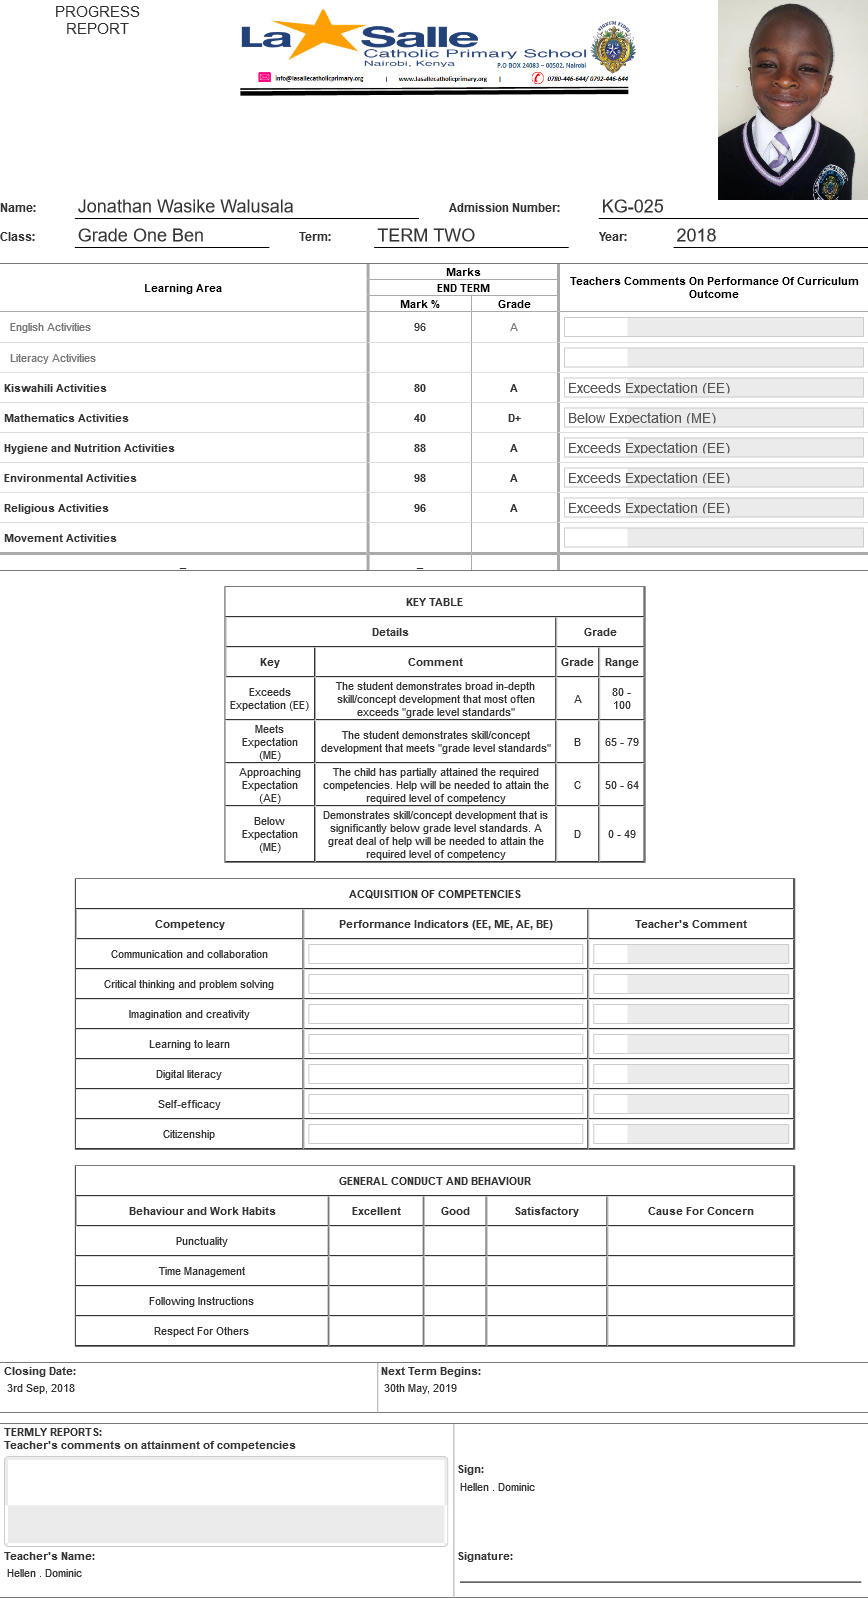 PROGRESS
REPORT
La Salle
Catholic Primary School
Nairobi, Kenya
P.O BOX 24083 – 00502. Nairobi
info@lasallecatholicprimary.org | www.lasallecatholicprimary.org | 0780-446-644/ 0792-446-644
Name: Jonathan Wasike Walusala Admission Number: KG-025
Class: Grade One Ben Term: TERM TWO Year: 2018
Learning Area Marks Teachers Comments On Performance Of Curriculum Outcome
END TERM
Mark % Grade
English Activities 96 A
Literacy Activities
Kiswahili Activities 80 A Exceeds Expectation (EE)
Mathematics Activities 40 D+ Below Expectation (ME)
Hygiene and Nutrition Activities 88 A Exceeds Expectation (EE)
Environmental Activities 98 A Exceeds Expectation (EE)
Religious Activities 96 A Exceeds Expectation (EE)
Movement Activities
_ _
KEY TABLE
Details Grade
Key Comment Grade Range
Exceeds Expectation (EE) The student demonstrates broad in-depth skill/concept development that most often exceeds "grade level standards" A 80 - 100
Meets Expectation (ME) The student demonstrates skill/concept development that meets "grade level standards" B 65 - 79
Approaching Expectation (AE) The child has partially attained the required competencies. Help will be needed to attain the required level of competency C 50 - 64
Below Expectation (ME) Demonstrates skill/concept development that is significantly below grade level standards. A great deal of help will be needed to attain the required level of competency D 0 - 49
ACQUISITION OF COMPETENCIES
Competency Performance Indicators (EE, ME, AE, BE) Teacher's Comment
Communication and collaboration
Critical thinking and problem solving
Imagination and creativity
Learning to learn
Digital literacy
Self-efficacy
Citizenship
GENERAL CONDUCT AND BEHAVIOUR
Behaviour and Work Habits Excellent Good Satisfactory Cause For Concern
Punctuality
Time Management
Following Instructions
Respect For Others
Closing Date: Next Term Begins:
3rd Sep, 2018 30th May, 2019
TERMLY REPORTS:
Teacher's comments on attainment of competencies
Sign:
Hellen . Dominic
Teacher's Name: Signature:
Hellen . Dominic